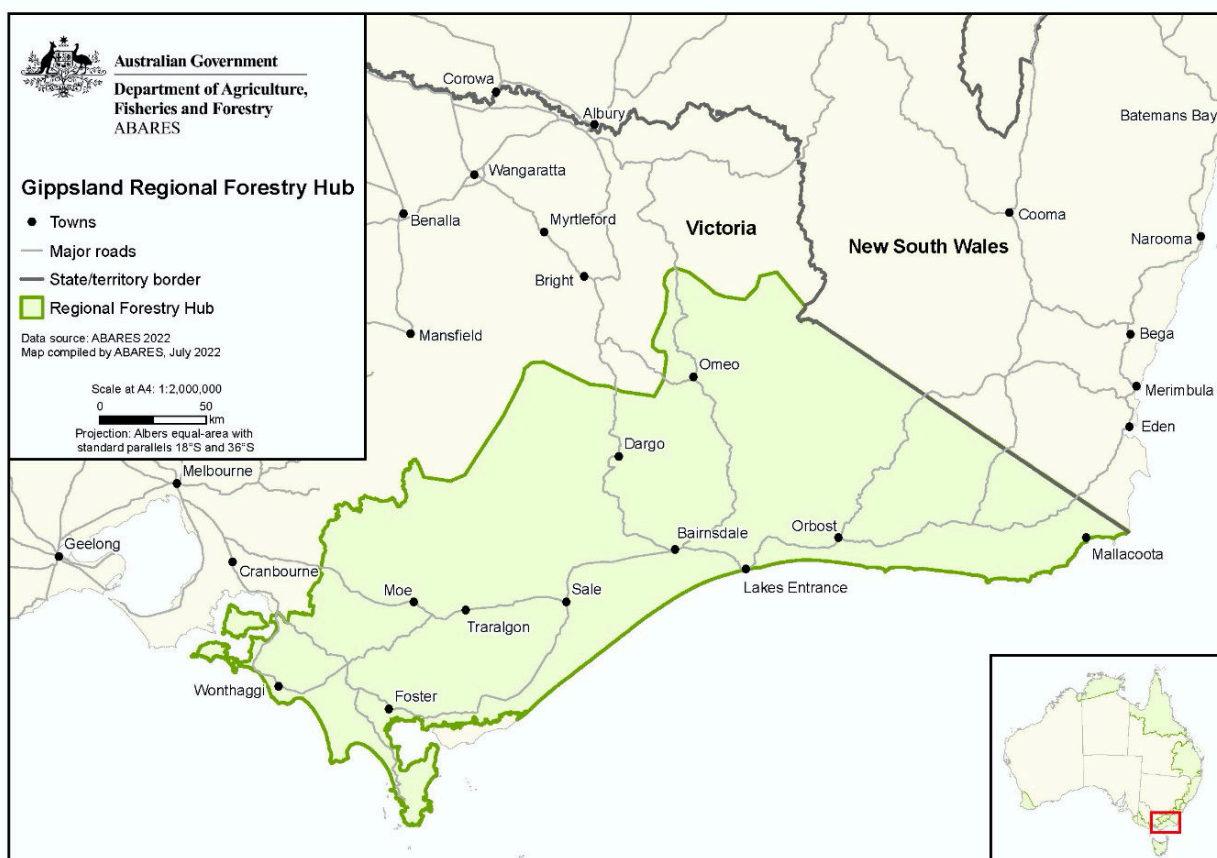 Australian Government
Department of Agriculture,
Fisheries and Forestry
ABARES
Gippsland Regional Forestry Hub
Towns
Major roads
State/territory border
Regional Forestry Hub
Data source: ABARES 2022
Map compiled by ABARES, July 2022
Scale at A4: 1:2,000,000
0 50
km
Projection: Albers equal-area with
standard parallels 18°S and 36°S
Corowa
Albury
Batemans Bay
Wangaratta
Benalla
Myrtleford
Victoria
Cooma
New South Wales
Narooma
Bright
Mansfield
Bega
Omeo
Merimbula
Eden
Dargo
Melbourne
Bairnsdale
Orbost
Geelong
Mallacoota
Cranbourne
Lakes Entrance
Moe
Sale
Traralgon
Wonthaggi
Foster